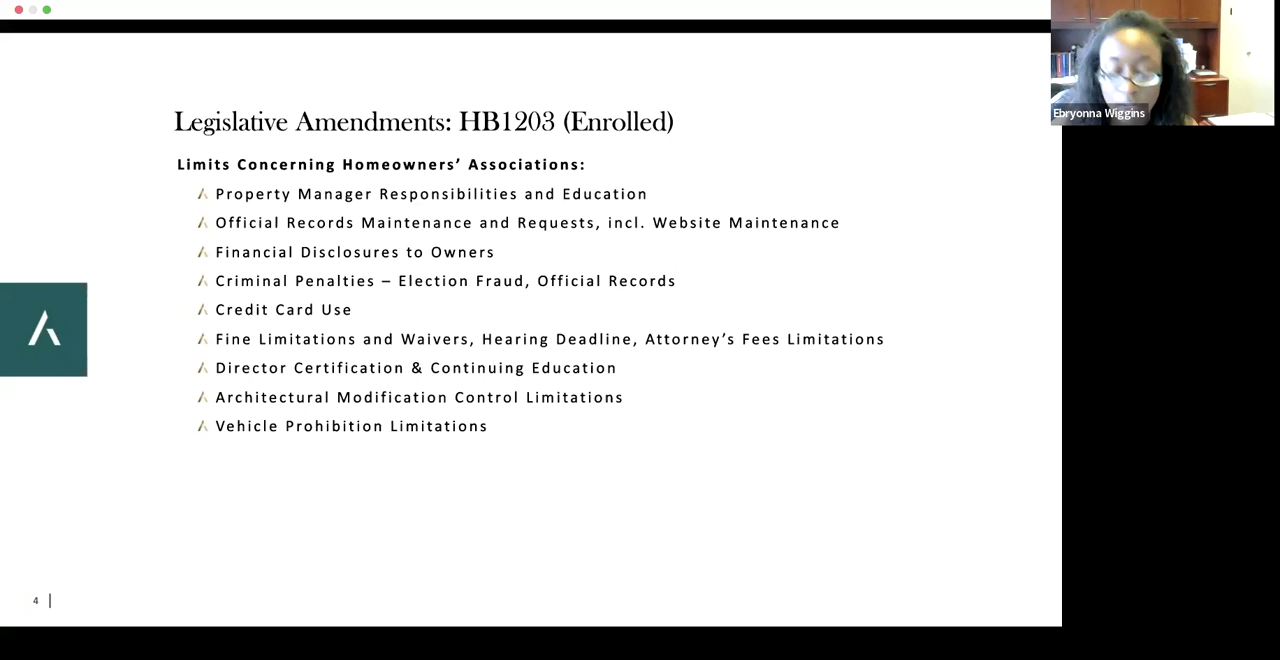 Legislative Amendments: HB1203 (Enrolled)
Limits Concerning Homeowners’ Associations:
Property Manager Responsibilities and Education
Official Records Maintenance and Requests, incl. Website Maintenance
Financial Disclosures to Owners
Criminal Penalties – Election Fraud, Official Records
Credit Card Use
Fine Limitations and Waivers, Hearing Deadline, Attorney’s Fees Limitations
Director Certification & Continuing Education
Architectural Modification Control Limitations
Vehicle Prohibition Limitations
4
Ebryonna Wiggins